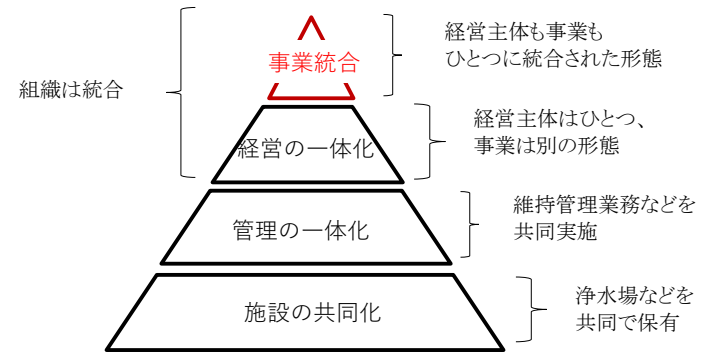 経営主体も事業も
ひとつに統合された形態
事業統合
組織は統合
経営主体はひとつ、
事業は別の形態
経営の一体化
維持管理業務などを
共同実施
管理の一体化
浄水場などを
共同で保有
施設の共同化